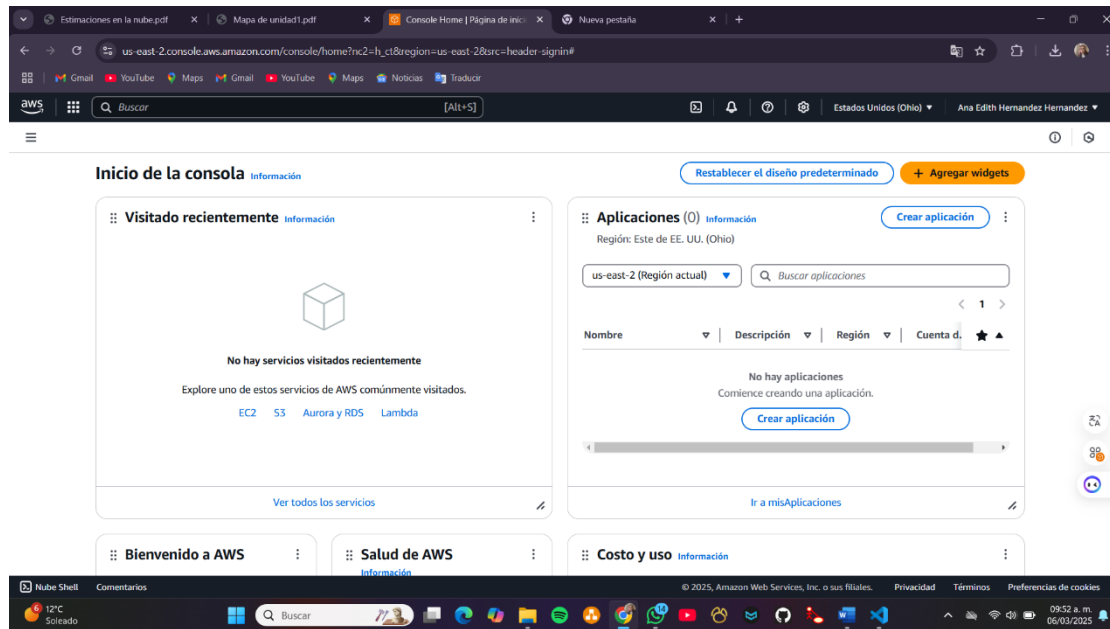 Estimaciones en la nube.pdf
Mapa de unidad1.pdf
Console Home | Página de inic
Nueva pestaña
us-east-2.console.aws.amazon.com/console/home?nc2=h_ct&region=us-east-2&src=header-signin#
Gmail YouTube Maps Gmail YouTube Maps Noticias Traducir
aws Buscar [Alt+S] Estados Unidos (Ohio) Ana Edith Hernandez Hernandez
Inicio de la consola Información Restablecer el diseño predeterminado + Agregar widgets
Visitado recientemente Información
No hay servicios visitados recientemente
Explore uno de estos servicios de AWS comúnmente visitados.
EC2 S3 Aurora y RDS Lambda
Ver todos los servicios
Aplicaciones (0) Información Crear aplicación
Región: Este de EE. UU. (Ohio)
us-east-2 (Región actual) Buscar aplicaciones
1
Nombre Descripción Región Cuenta d.
No hay aplicaciones
Comience creando una aplicación.
Crear aplicación
Ir a misAplicaciones
Bienvenido a AWS
Salud de AWS
Información
Costo y uso Información
Nube Shell Comentarios © 2025, Amazon Web Services, Inc. o sus filiales. Privacidad Términos Preferencias de cookies
6 12°C
Soleado
Buscar
14
09:52 a. m.
06/03/2025